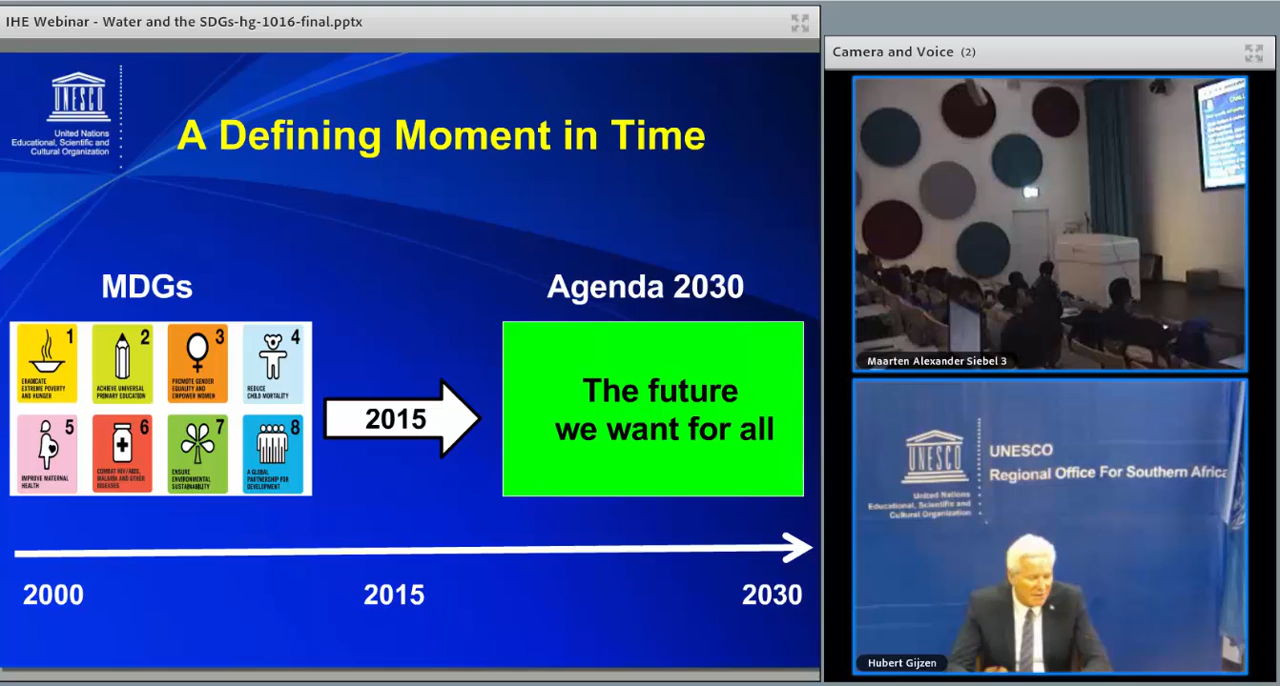 IHE Webinar - Water and the SDGs-hg-1016-final.pptx
UNESCO
United Nations
Educational, Scientific and
Cultural Organization
A Defining Moment in Time
MDGs
Agenda 2030
1
ERADICATE
EXTREME POVERTY
AND HUNGER
2
ACHIEVE UNIVERSAL
PRIMARY EDUCATION
3
PROMOTE GENDER
EQUALITY AND
EMPOWER WOMEN
4
REDUCE
CHILD MORTALITY
5
IMPROVE MATERNAL
HEALTH
6
COMBAT HIV/AIDS,
MALARIA AND OTHER
DISEASES
7
ENSURE
ENVIRONMENTAL
SUSTAINABILITY
8
A GLOBAL
PARTNERSHIP FOR
DEVELOPMENT
2015
The future
we want for all
2000
2015
2030
Camera and Voice (2)
Maarten Alexander Siebel 3
UNESCO
United Nations
Educational, Scientific and
Cultural Organization
UNESCO
Regional Office For Southern Africa
Hubert Gijzen